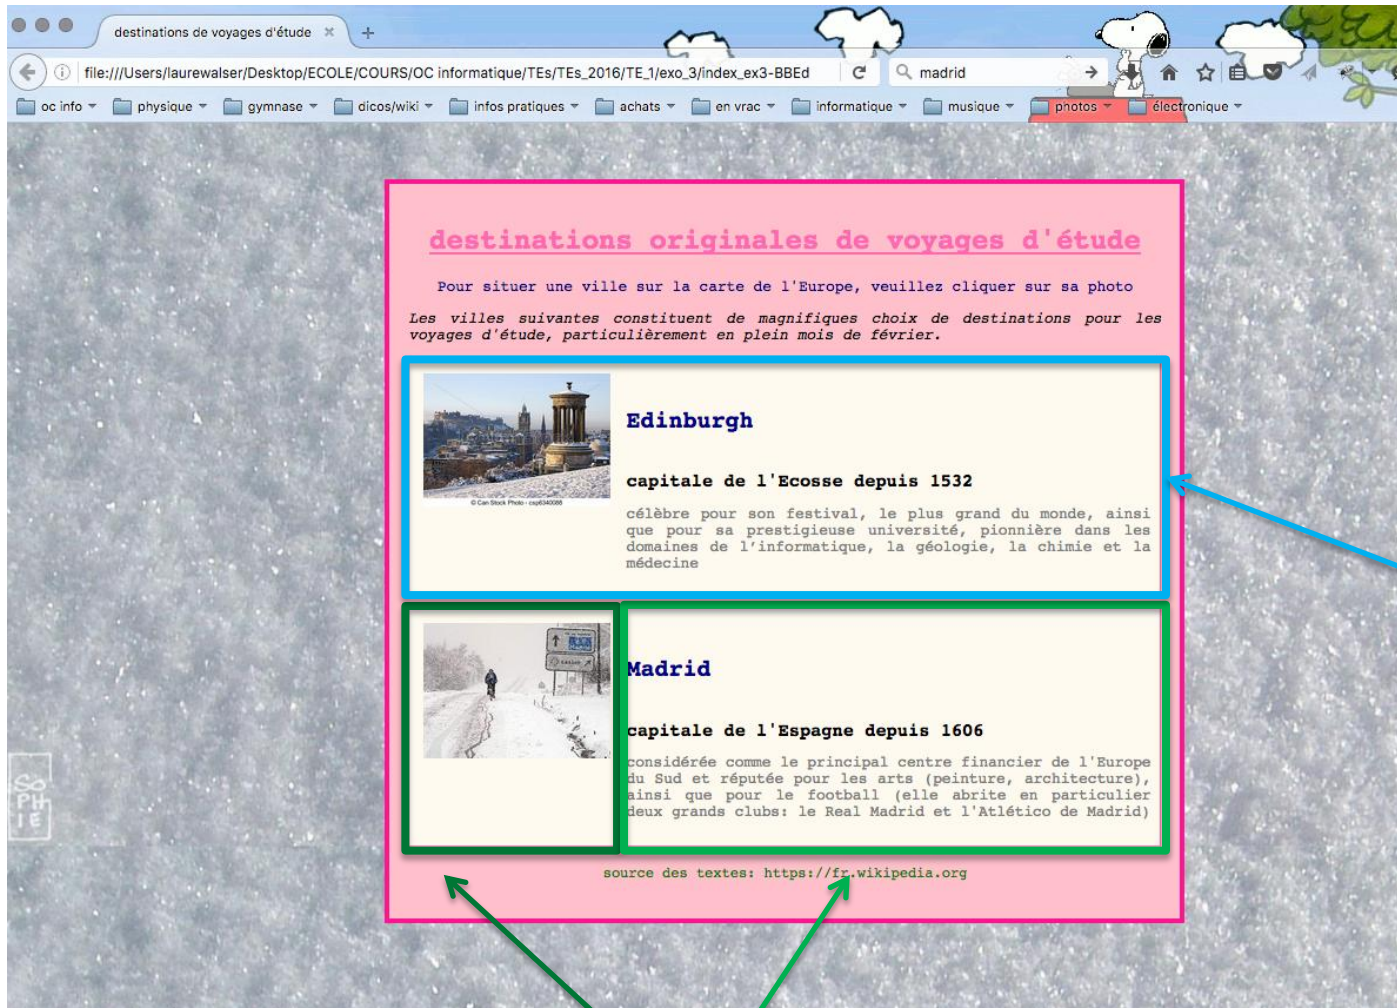 destinations de voyages d'étude
file:///Users/laurewalser/Desktop/ECOLE/COURS/OC informatique/TEs/TEs_2016/TE_1/exo_3/index_ex3-BBEd
madrid
oc info physique gymnase dicos/wiki infos pratiques achats en vrac informatique musique photos électronique
destinations originales de voyages d'étude
Pour situer une ville sur la carte de l'Europe, veuillez cliquer sur sa photo
Les villes suivantes constituent de magnifiques choix de destinations pour les
voyages d'étude, particulièrement en plein mois de février.
Edinburgh
capitale de l'Ecosse depuis 1532
© Can Stock Photo - csp6340088
célèbre pour son festival, le plus grand du monde, ainsi
que pour sa prestigieuse université, pionnière dans les
domaines de l’informatique, la géologie, la chimie et la
médecine
Madrid
capitale de l'Espagne depuis 1606
considérée comme le principal centre financier de l'Europe
du Sud et réputée pour les arts (peinture, architecture),
ainsi que pour le football (elle abrite en particulier
deux grands clubs: le Real Madrid et l'Atlético de Madrid)
SO
PH
IE
source des textes: https://fr.wikipedia.org